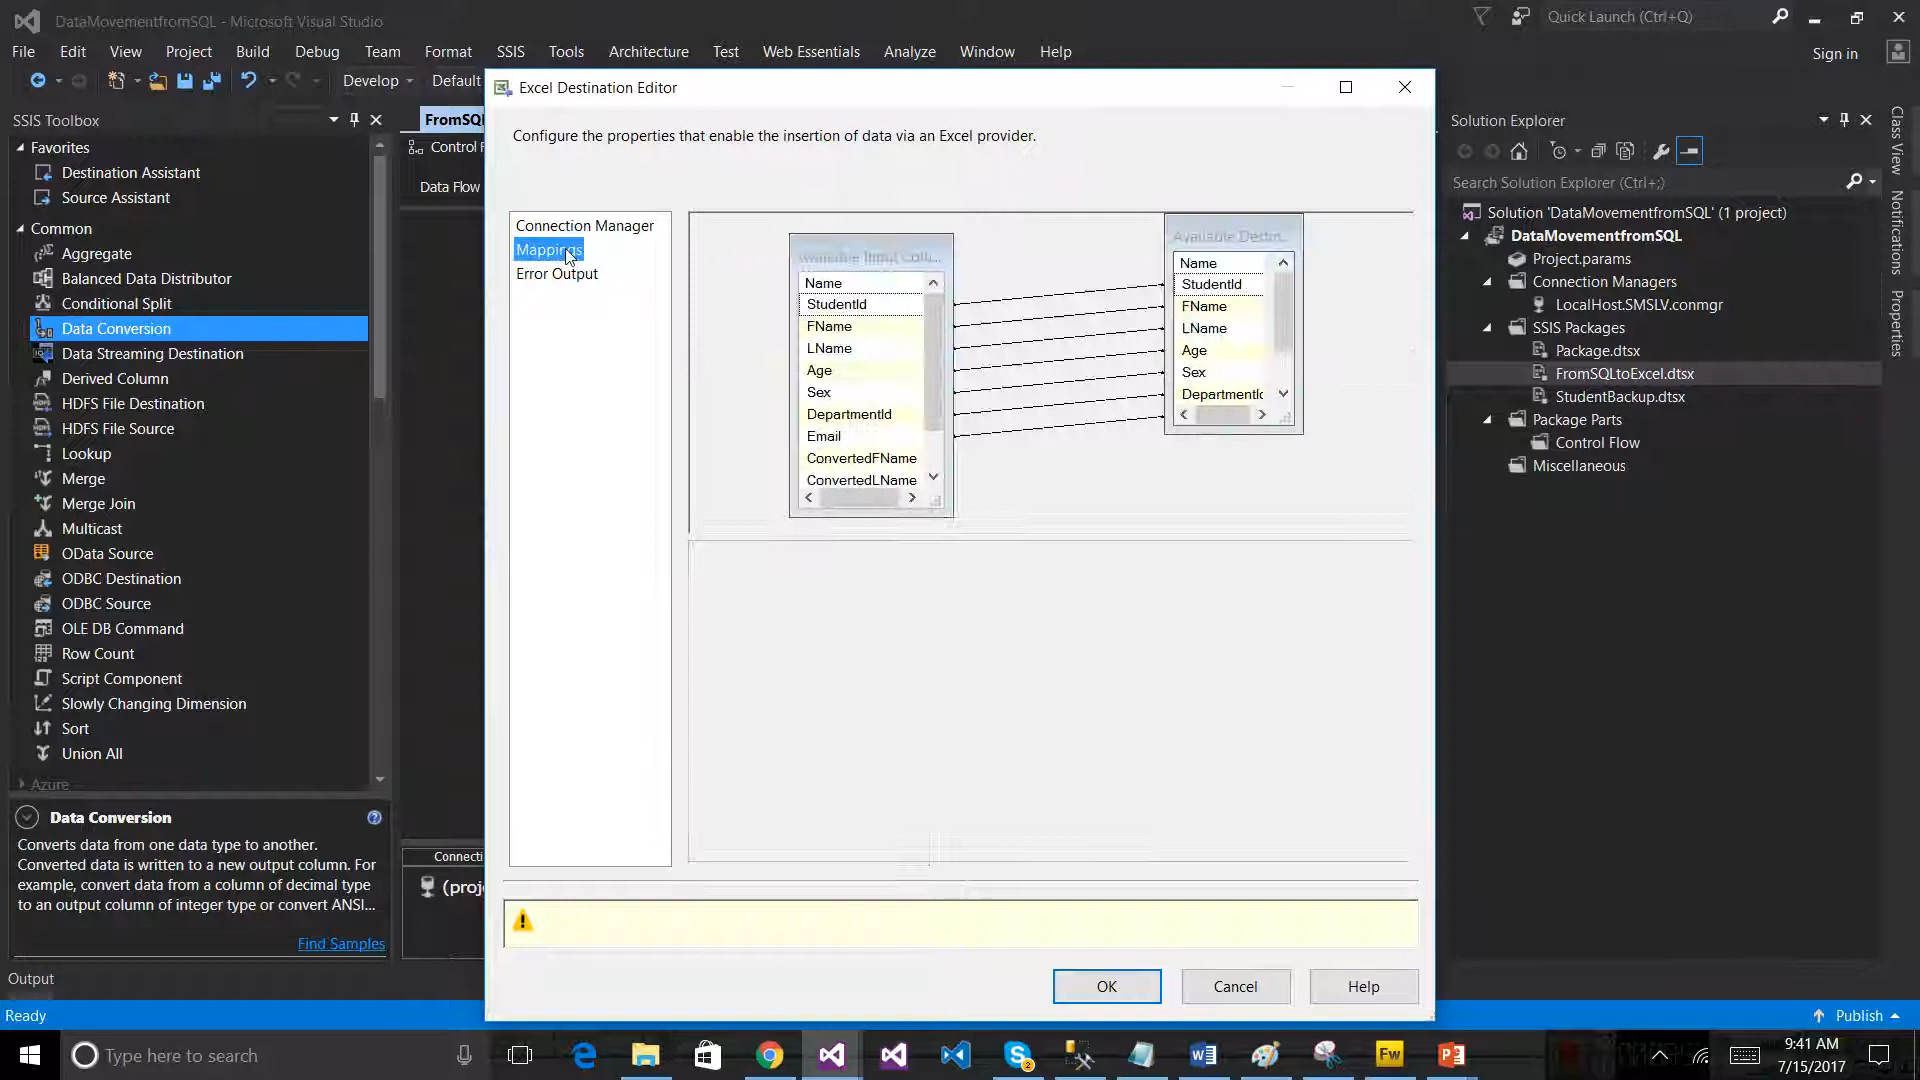 DataMovementfromSQL - Microsoft Visual Studio
Quick Launch (Ctrl+Q)
File Edit View Project Build Debug Team Format SSIS Tools Architecture Test Web Essentials Analyze Window Help
Sign in
Develop Default
SSIS Toolbox
Favorites
Destination Assistant
Source Assistant
Common
Aggregate
Balanced Data Distributor
Conditional Split
Data Conversion
Data Streaming Destination
Derived Column
HDFS File Destination
HDFS File Source
Lookup
Merge
Merge Join
Multicast
OData Source
ODBC Destination
ODBC Source
OLE DB Command
Row Count
Script Component
Slowly Changing Dimension
Sort
Union All
Azure
Data Conversion
Converts data from one data type to another.
Converted data is written to a new output column. For
example, convert data from a column of decimal type
to an output column of integer type or convert ANSI...
Find Samples
Output
Ready
FromSQL
Control F
Data Flow
Connecti
(proj
Excel Destination Editor
Configure the properties that enable the insertion of data via an Excel provider.
Connection Manager
Mappings
Error Output
Available Input Colu...
Name
StudentId
FName
LName
Age
Sex
DepartmentId
Email
ConvertedFName
ConvertedLName
Available Destin...
Name
StudentId
FName
LName
Age
Sex
DepartmentId
OK
Cancel
Help
Solution Explorer
Search Solution Explorer (Ctrl+;)
Solution 'DataMovementfromSQL' (1 project)
DataMovementfromSQL
Project.params
Connection Managers
LocalHost.SMSLV.conmgr
SSIS Packages
Package.dtsx
FromSQLtoExcel.dtsx
StudentBackup.dtsx
Package Parts
Control Flow
Miscellaneous
Class View
Notifications
Properties
Publish
Type here to search
2
Fw
9:41 AM
7/15/2017